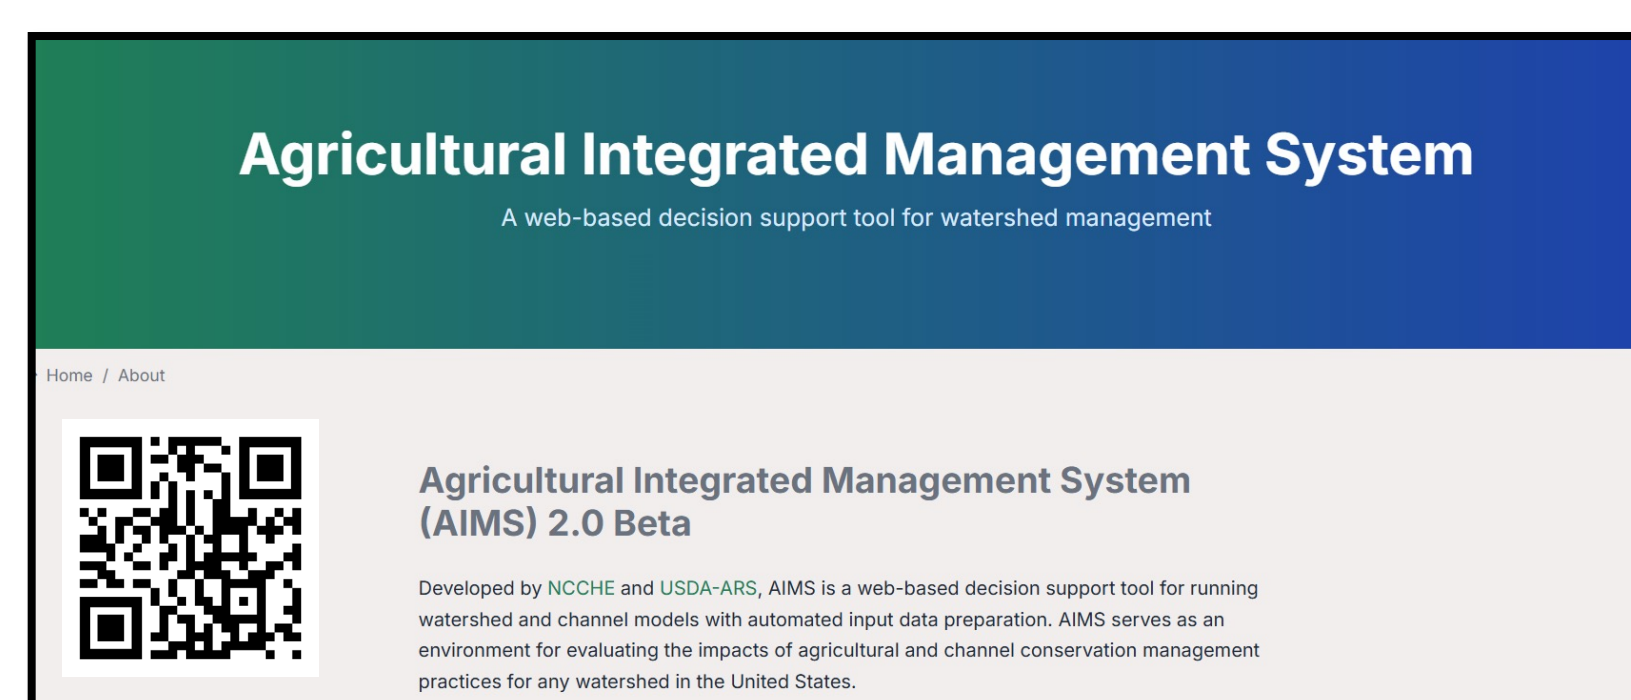 Agricultural Integrated Management System
A web-based decision support tool for watershed management
Home / About
Agricultural Integrated Management System
(AIMS) 2.0 Beta
Developed by NCCHE and USDA-ARS, AIMS is a web-based decision support tool for running
watershed and channel models with automated input data preparation. AIMS serves as an
environment for evaluating the impacts of agricultural and channel conservation management
practices for any watershed in the United States.